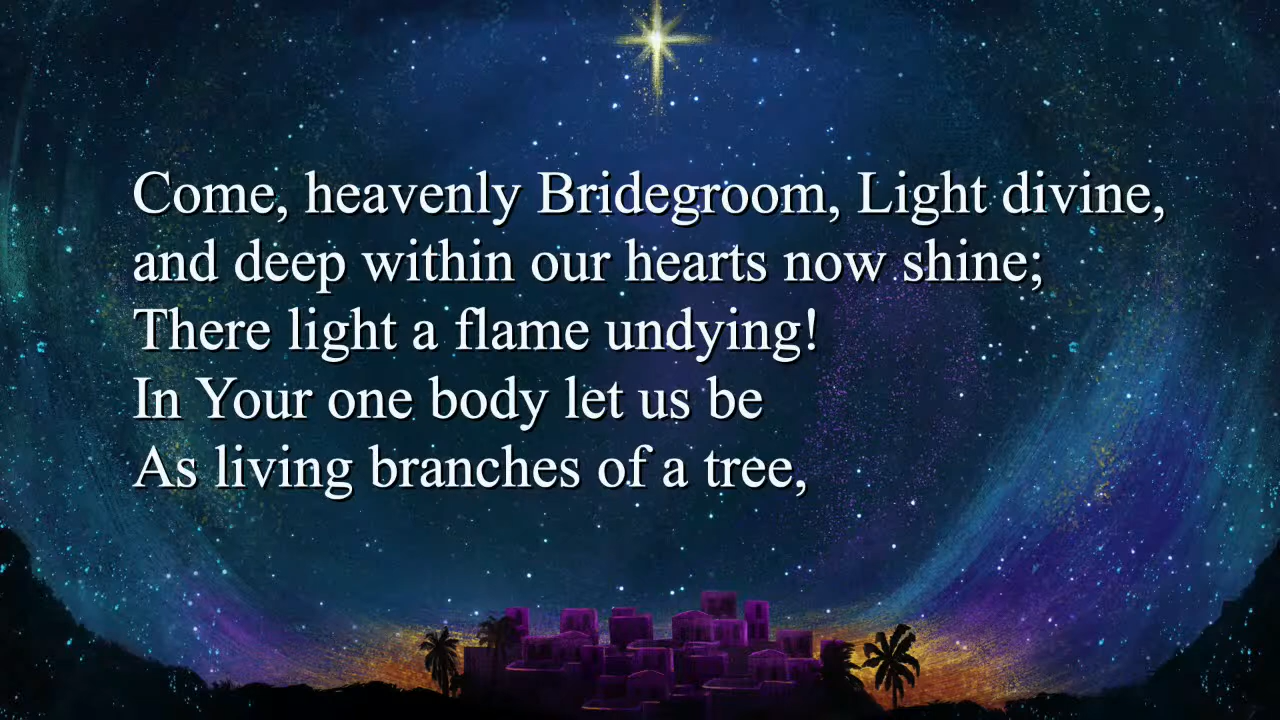 Come, heavenly Bridegroom, Light divine,
and deep within our hearts now shine;
There light a flame undying!
In Your one body let us be
As living branches of a tree,